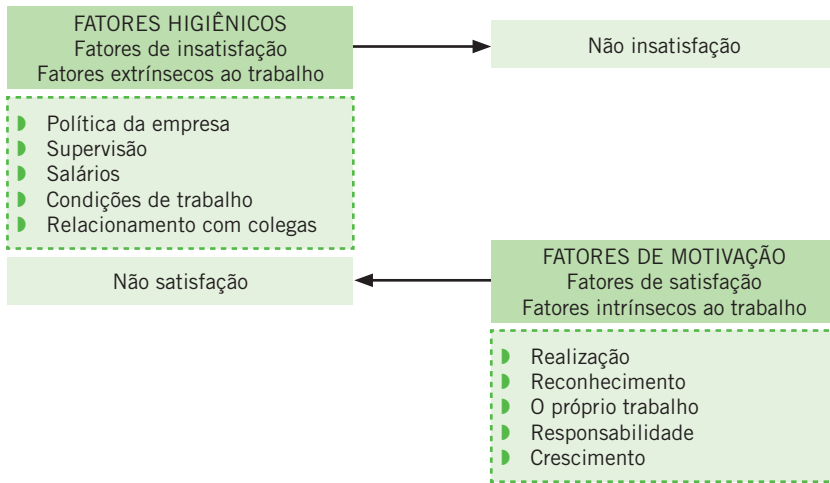 FATORES HIGIÊNICOS
Fatores de insatisfação
Fatores extrínsecos ao trabalho
Não insatisfação
Política da empresa
Supervisão
Salários
Condições de trabalho
Relacionamento com colegas
Não satisfação
FATORES DE MOTIVAÇÃO
Fatores de satisfação
Fatores intrínsecos ao trabalho
Realização
Reconhecimento
O próprio trabalho
Responsabilidade
Crescimento